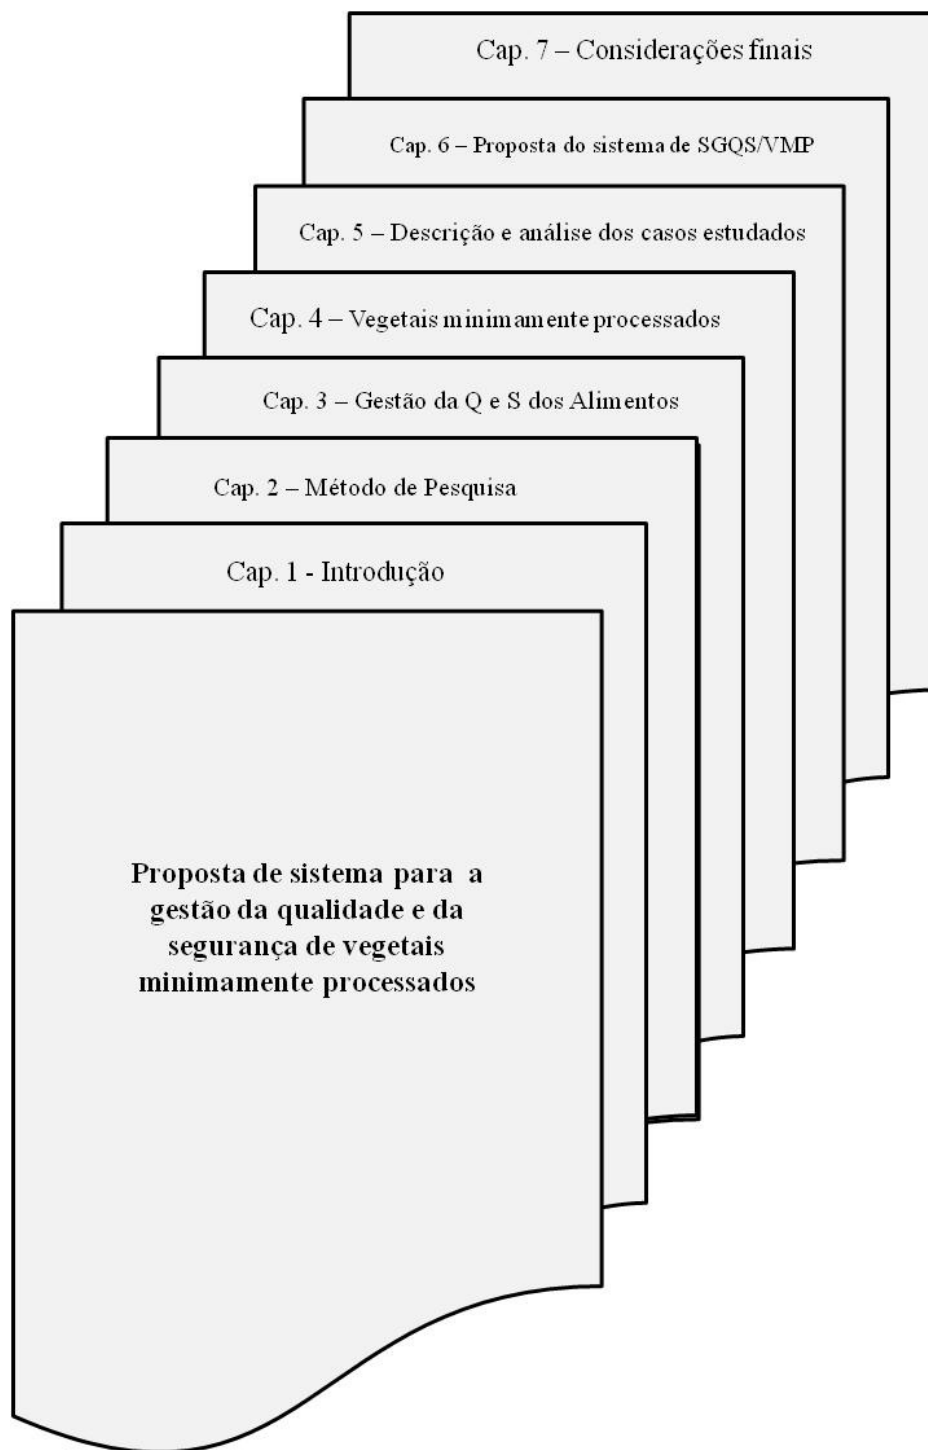 Cap. 7 – Considerações finais
Cap. 6 – Proposta do sistema de SGQS/VMP
Cap. 5 – Descrição e análise dos casos estudados
Cap. 4 – Vegetais minimamente processados
Cap. 3 – Gestão da Q e S dos Alimentos
Cap. 2 – Método de Pesquisa
Cap. 1 - Introdução
Proposta de sistema para a
gestão da qualidade e da
segurança de vegetais
minimamente processados